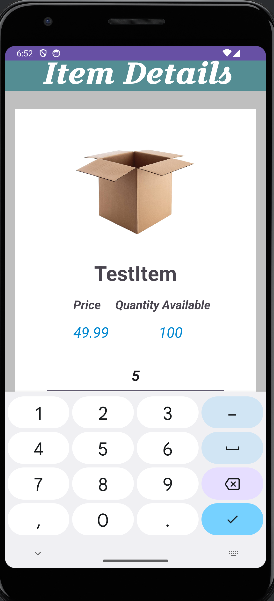 6:52
Item Details
TestItem
Price Quantity Available
49.99 100
5
1 2 3 –
4 5 6
7 8 9
, 0 .